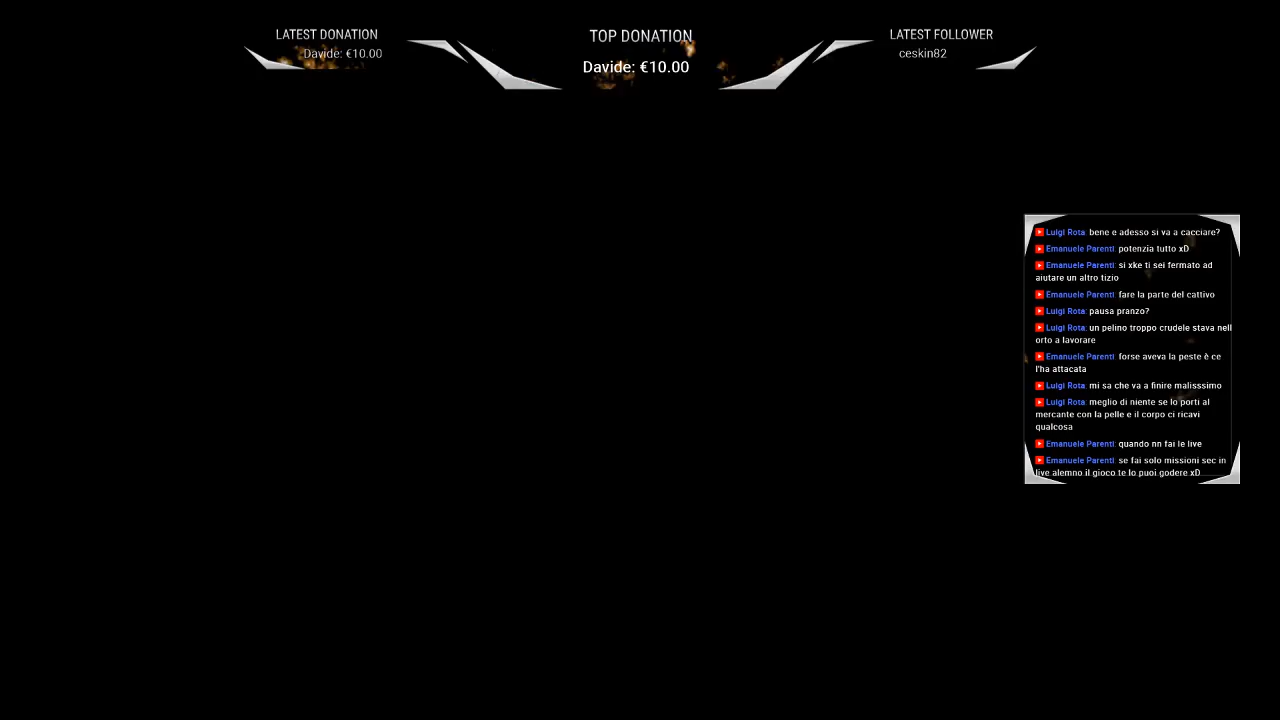 LATEST DONATION
Davide: €10.00
TOP DONATION
Davide: €10.00
LATEST FOLLOWER
ceskin82
Luigi Rota: bene e adesso si va a cacciare?
Emanuele Parenti: potenzia tutto xD
Emanuele Parenti: si xke ti sei fermato ad
aiutare un altro tizio
Emanuele Parenti: fare la parte del cattivo
Luigi Rota: pausa pranzo?
Luigi Rota: un pelino troppo crudele stava nell
orto a lavorare
Emanuele Parenti: forse aveva la peste è ce
l'ha attacata
Luigi Rota: mi sa che va a finire malisssimo
Luigi Rota: meglio di niente se lo porti al
mercante con la pelle e il corpo ci ricavi
qualcosa
Emanuele Parenti: quando nn fai le live
Emanuele Parenti: se fai solo missioni sec in
live alemno il gioco te lo puoi godere xD